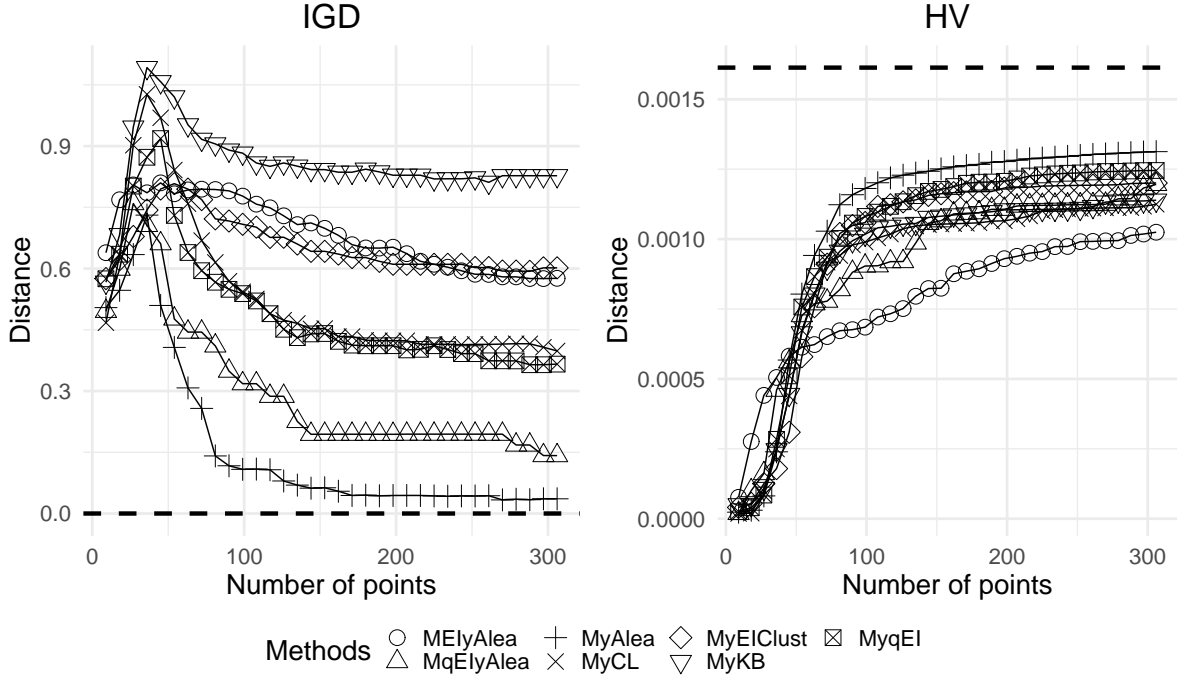 IGD
HV
0.9
0.6
0.3
0.0
Distance
0
100
200
300
Number of points
0.0015
0.0010
0.0005
0.0000
Distance
0
100
200
300
Number of points
Methods
MEIyAlea
MyAlea
MyEIClust
MyqEI
MqEIyAlea
MyCL
MyKB